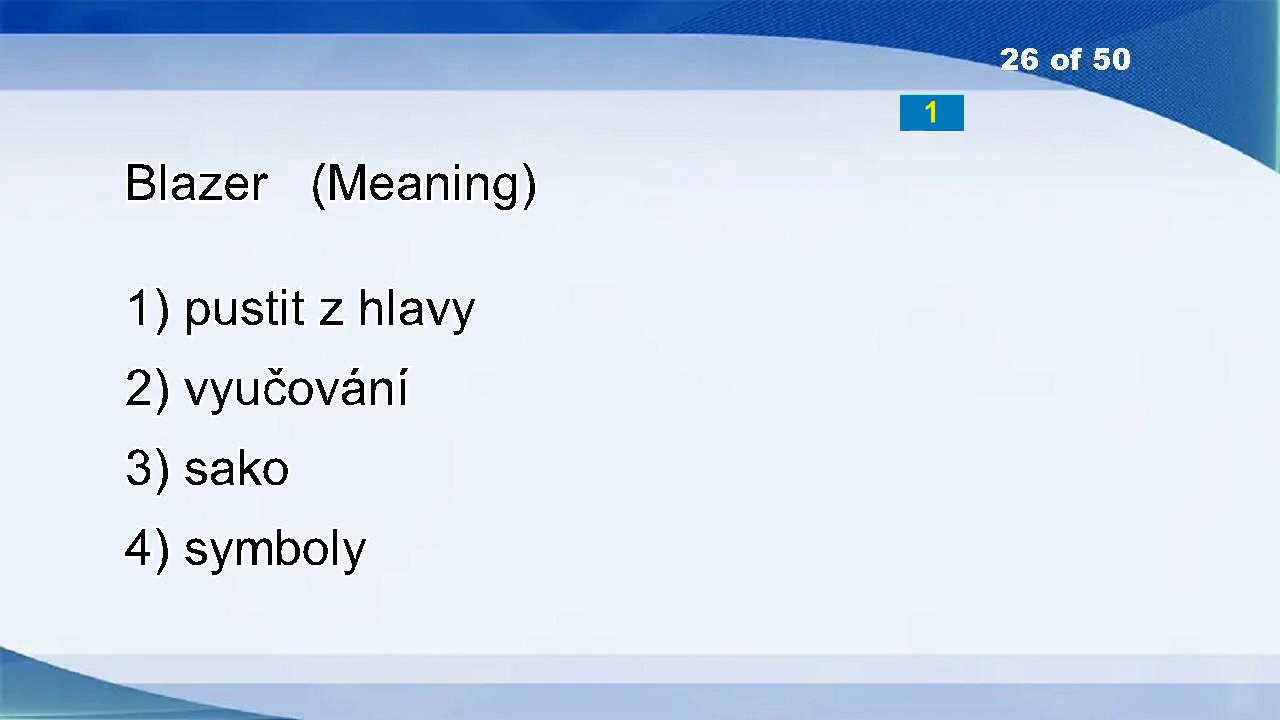 26 of 50
1
Blazer (Meaning)
1) pustit z hlavy
2) vyučování
3) sako
4) symboly